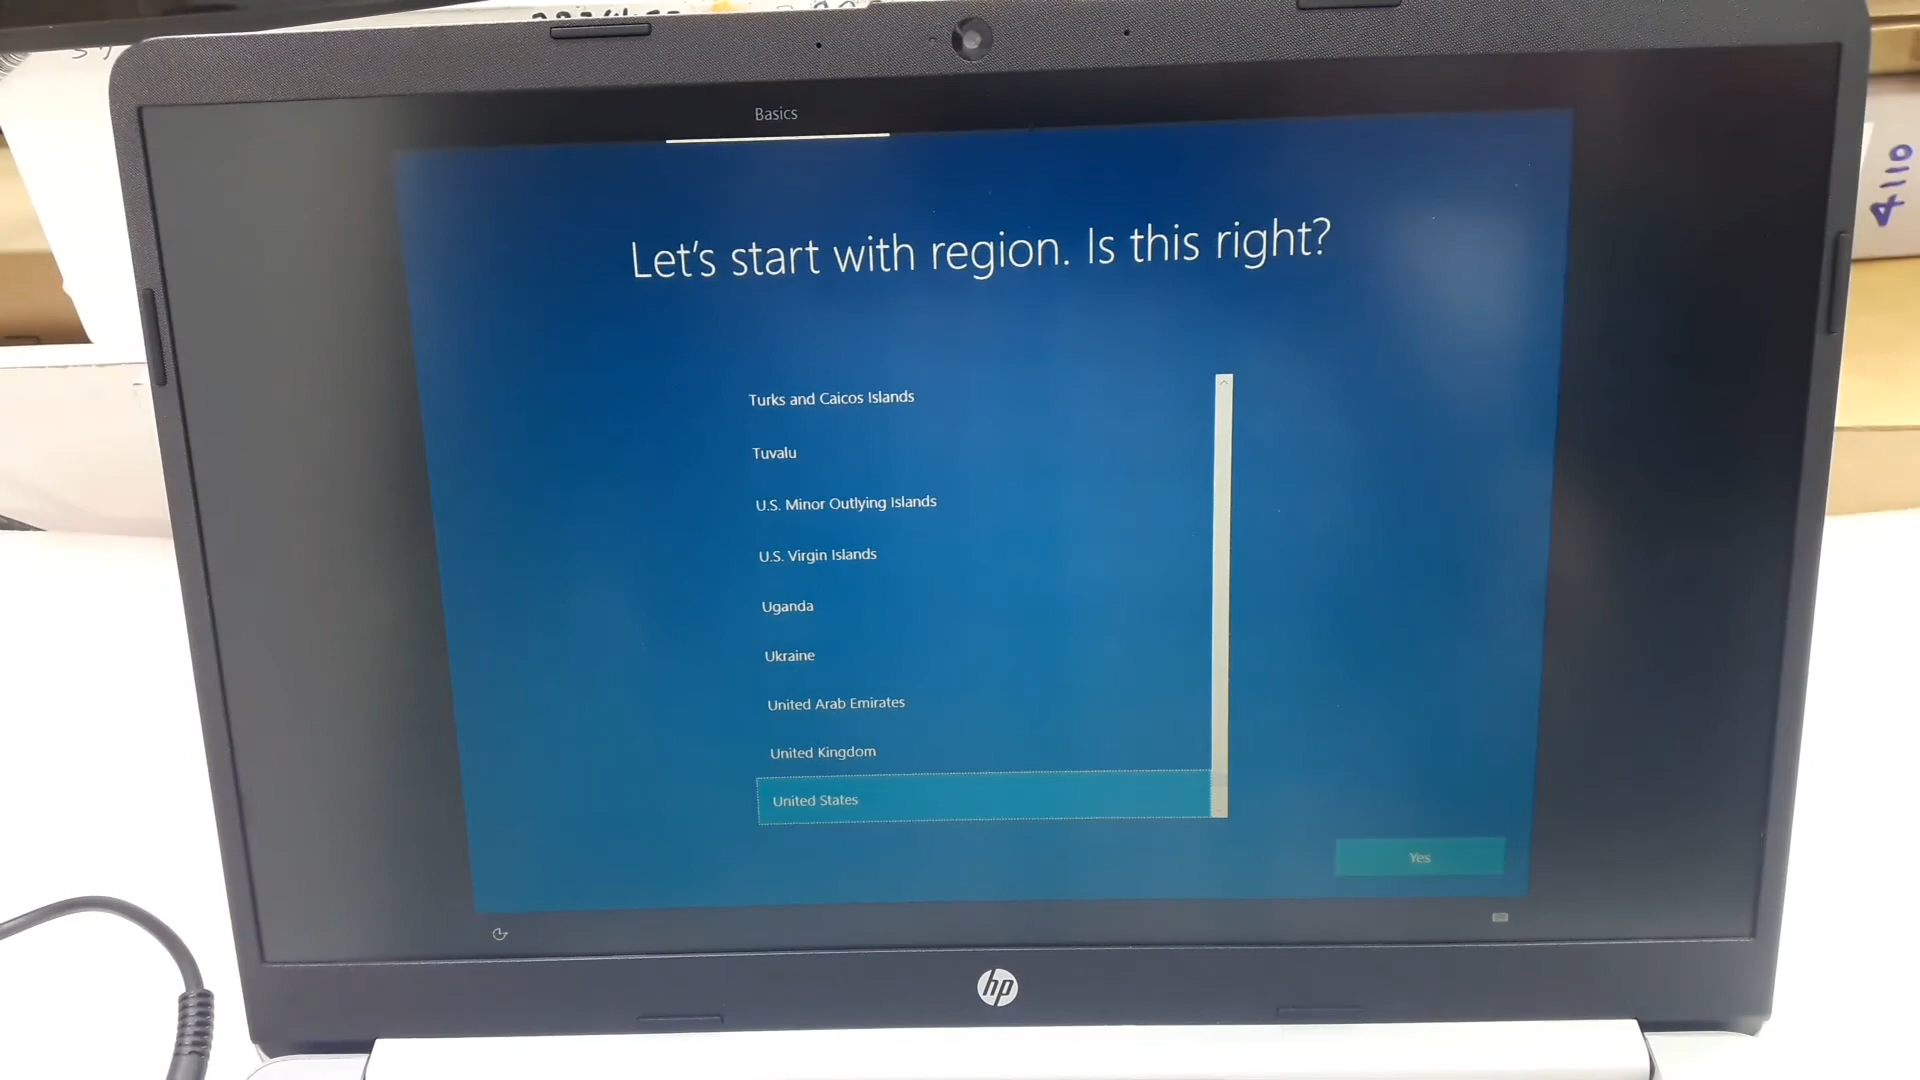 Basics
Let's start with region. Is this right?
Turks and Caicos Islands
Tuvalu
U.S. Minor Outlying Islands
U.S. Virgin Islands
Uganda
Ukraine
United Arab Emirates
United Kingdom
United States
Yes
hp
4110